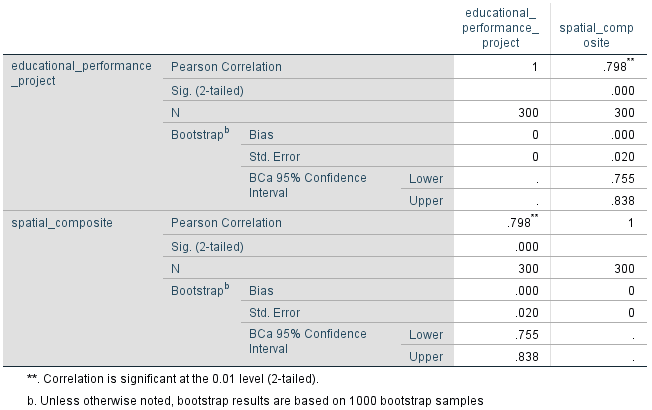 educational_
performance_
project
spatial_comp
osite
educational_performance
_project
Pearson Correlation 1 .798**
Sig. (2-tailed) .000
N 300 300
Bootstrapb Bias 0 .000
Std. Error 0 .020
BCa 95% Confidence
Interval
Lower . .755
Upper . .838
spatial_composite Pearson Correlation .798** 1
Sig. (2-tailed) .000
N 300 300
Bootstrapb Bias .000 0
Std. Error .020 0
BCa 95% Confidence
Interval
Lower .755 .
Upper .838 .
**. Correlation is significant at the 0.01 level (2-tailed).
b. Unless otherwise noted, bootstrap results are based on 1000 bootstrap samples